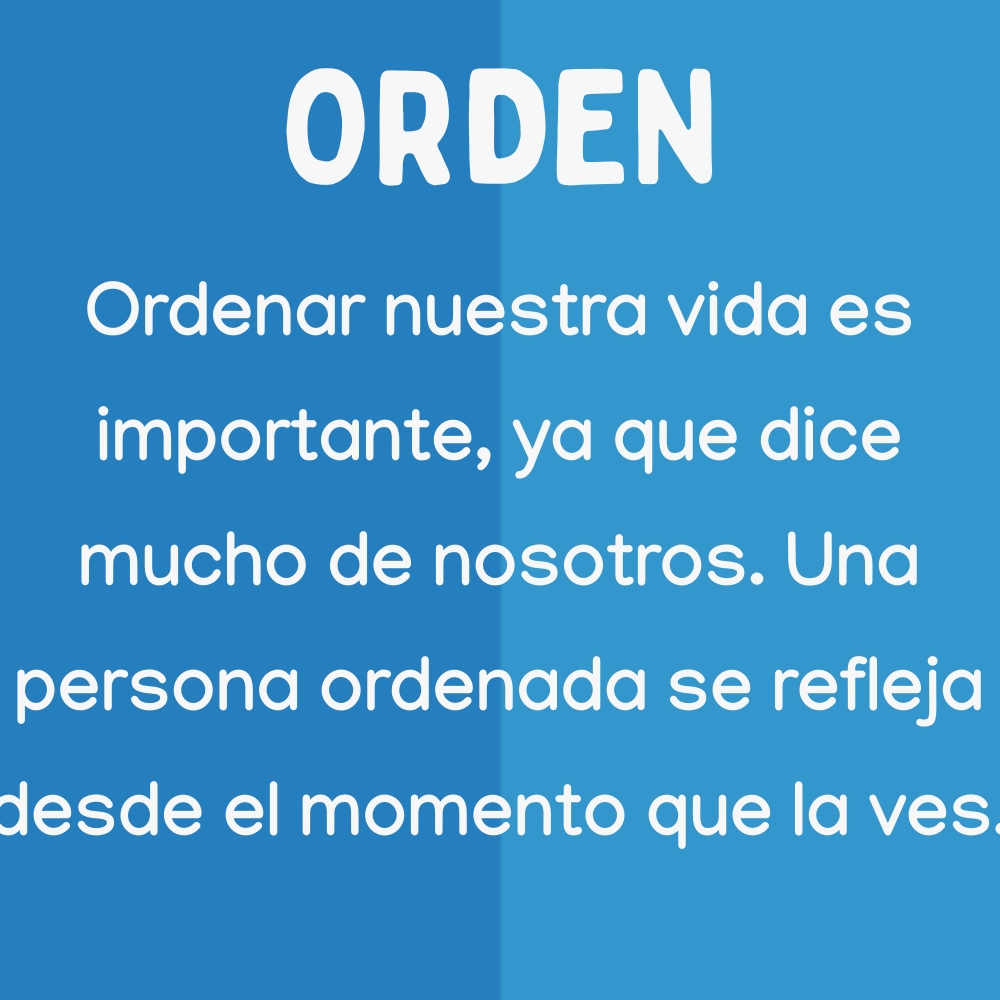 ORDEN
Ordenar nuestra vida es
importante, ya que dice
mucho de nosotros. Una
persona ordenada se refleja
desde el momento que la ves.